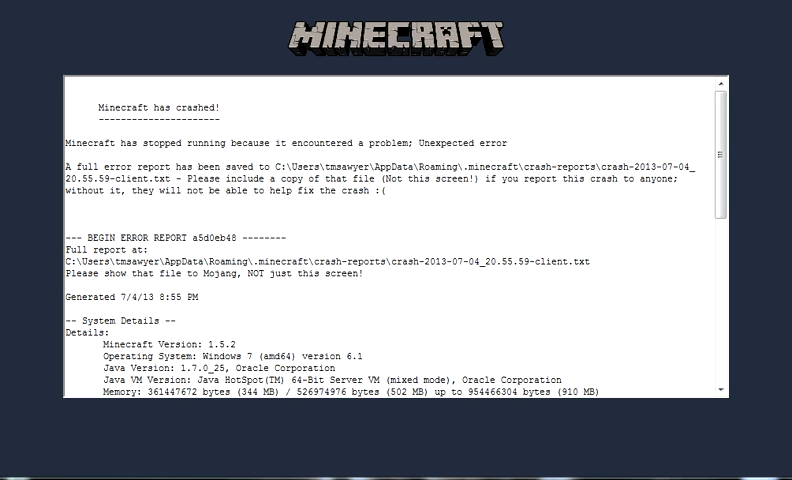 MINECRAFT
Minecraft has crashed!
----------------------
Minecraft has stopped running because it encountered a problem; Unexpected error
A full error report has been saved to C:\Users\tmsawyer\AppData\Roaming\.minecraft\crash-reports\crash-2013-07-04_
20.55.59-client.txt - Please include a copy of that file (Not this screen!) if you report this crash to anyone;
without it, they will not be able to help fix the crash :(
--- BEGIN ERROR REPORT a5d0eb48 --------
Full report at:
C:\Users\tmsawyer\AppData\Roaming\.minecraft\crash-reports\crash-2013-07-04_20.55.59-client.txt
Please show that file to Mojang, NOT just this screen!
Generated 7/4/13 8:55 PM
-- System Details --
Details:
Minecraft Version: 1.5.2
Operating System: Windows 7 (amd64) version 6.1
Java Version: 1.7.0_25, Oracle Corporation
Java VM Version: Java HotSpot(TM) 64-Bit Server VM (mixed mode), Oracle Corporation
Memory: 361447672 bytes (344 MB) / 526974976 bytes (502 MB) up to 954466304 bytes (910 MB)